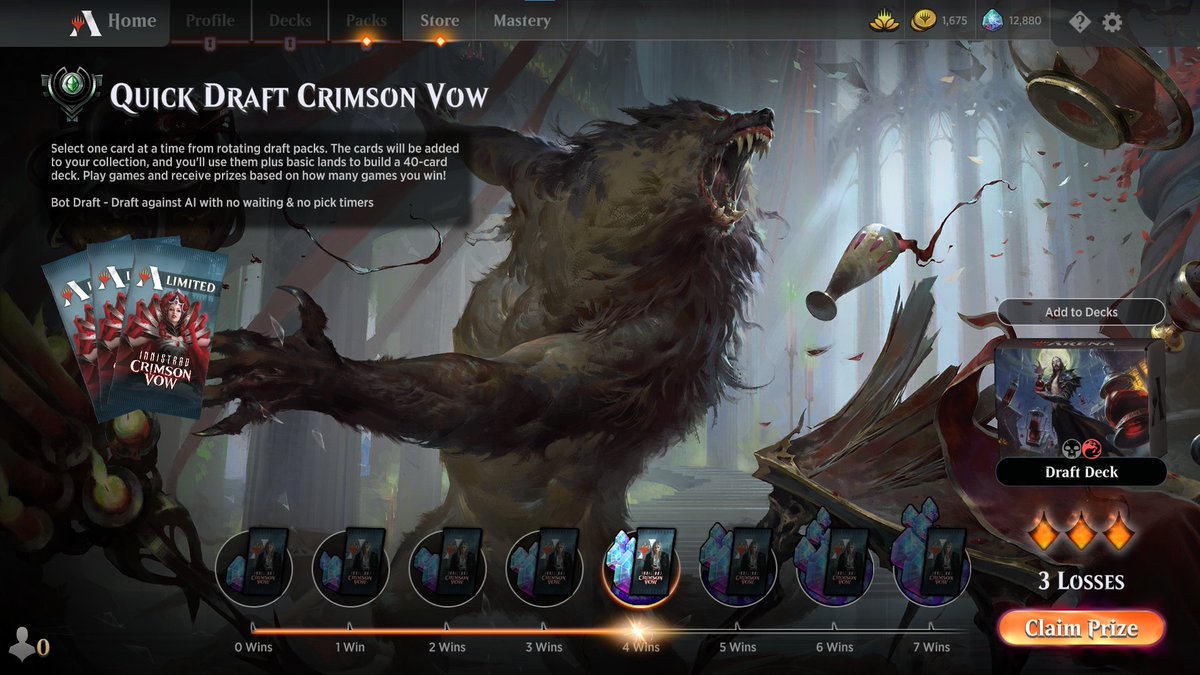 Home Profile Decks Packs Store Mastery
1,675 12,880
Quick Draft Crimson Vow
Select one card at a time from rotating draft packs. The cards will be added
to your collection, and you'll use them plus basic lands to build a 40-card
deck. Play games and receive prizes based on how many games you win!
Bot Draft - Draft against AI with no waiting & no pick timers
LIMITED
INNISTRAD
CRIMSON
VOW
Add to Decks
ARENA
Draft Deck
3 Losses
Claim Prize
0 Wins 1 Win 2 Wins 3 Wins 4 Wins 5 Wins 6 Wins 7 Wins
0